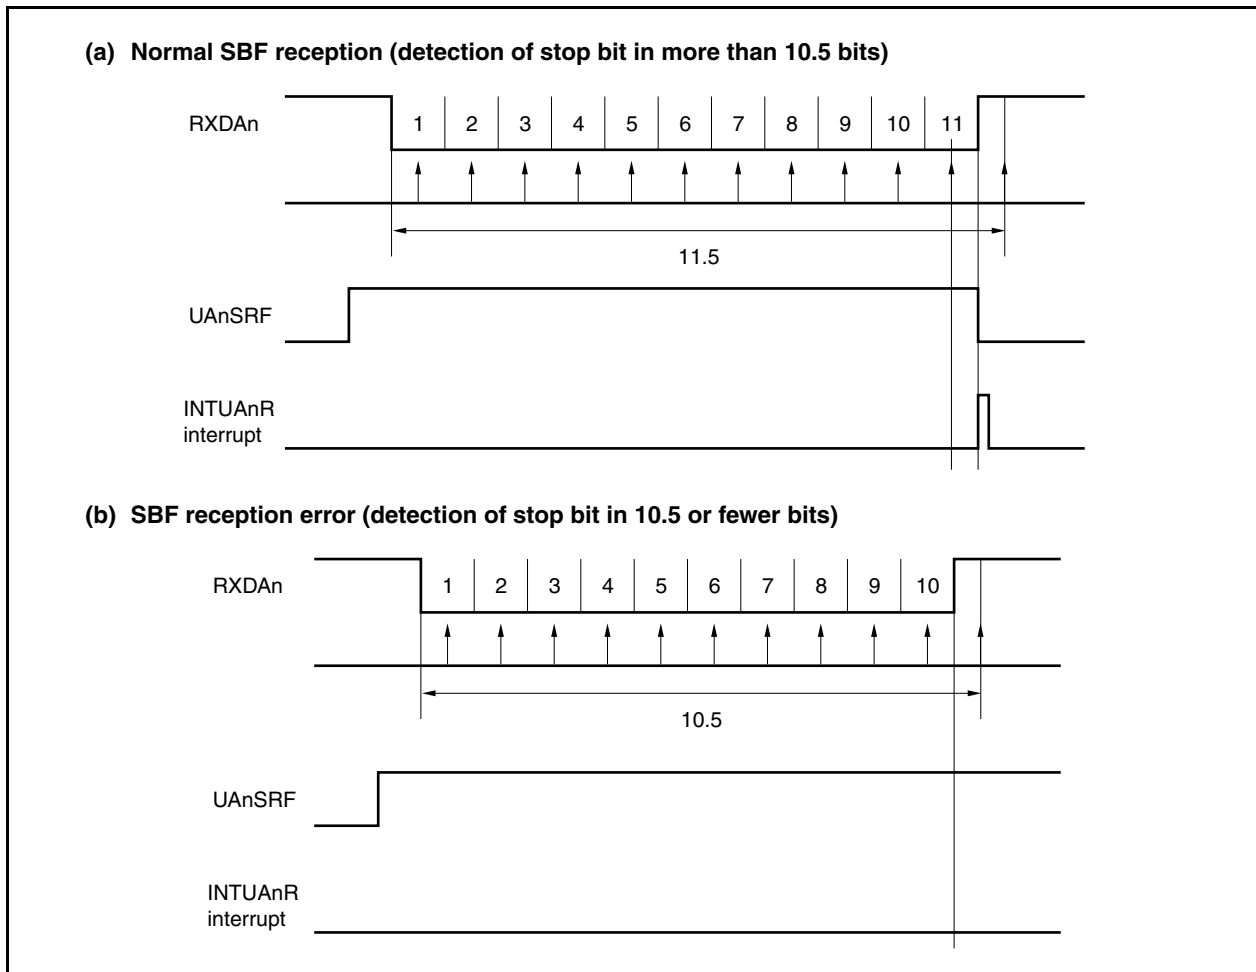 (a) Normal SBF reception (detection of stop bit in more than 10.5 bits)
RXDAn
1 2 3 4 5 6 7 8 9 10 11
11.5
UAnSRF
INTUAnR
interrupt
(b) SBF reception error (detection of stop bit in 10.5 or fewer bits)
RXDAn
1 2 3 4 5 6 7 8 9 10
10.5
UAnSRF
INTUAnR
interrupt